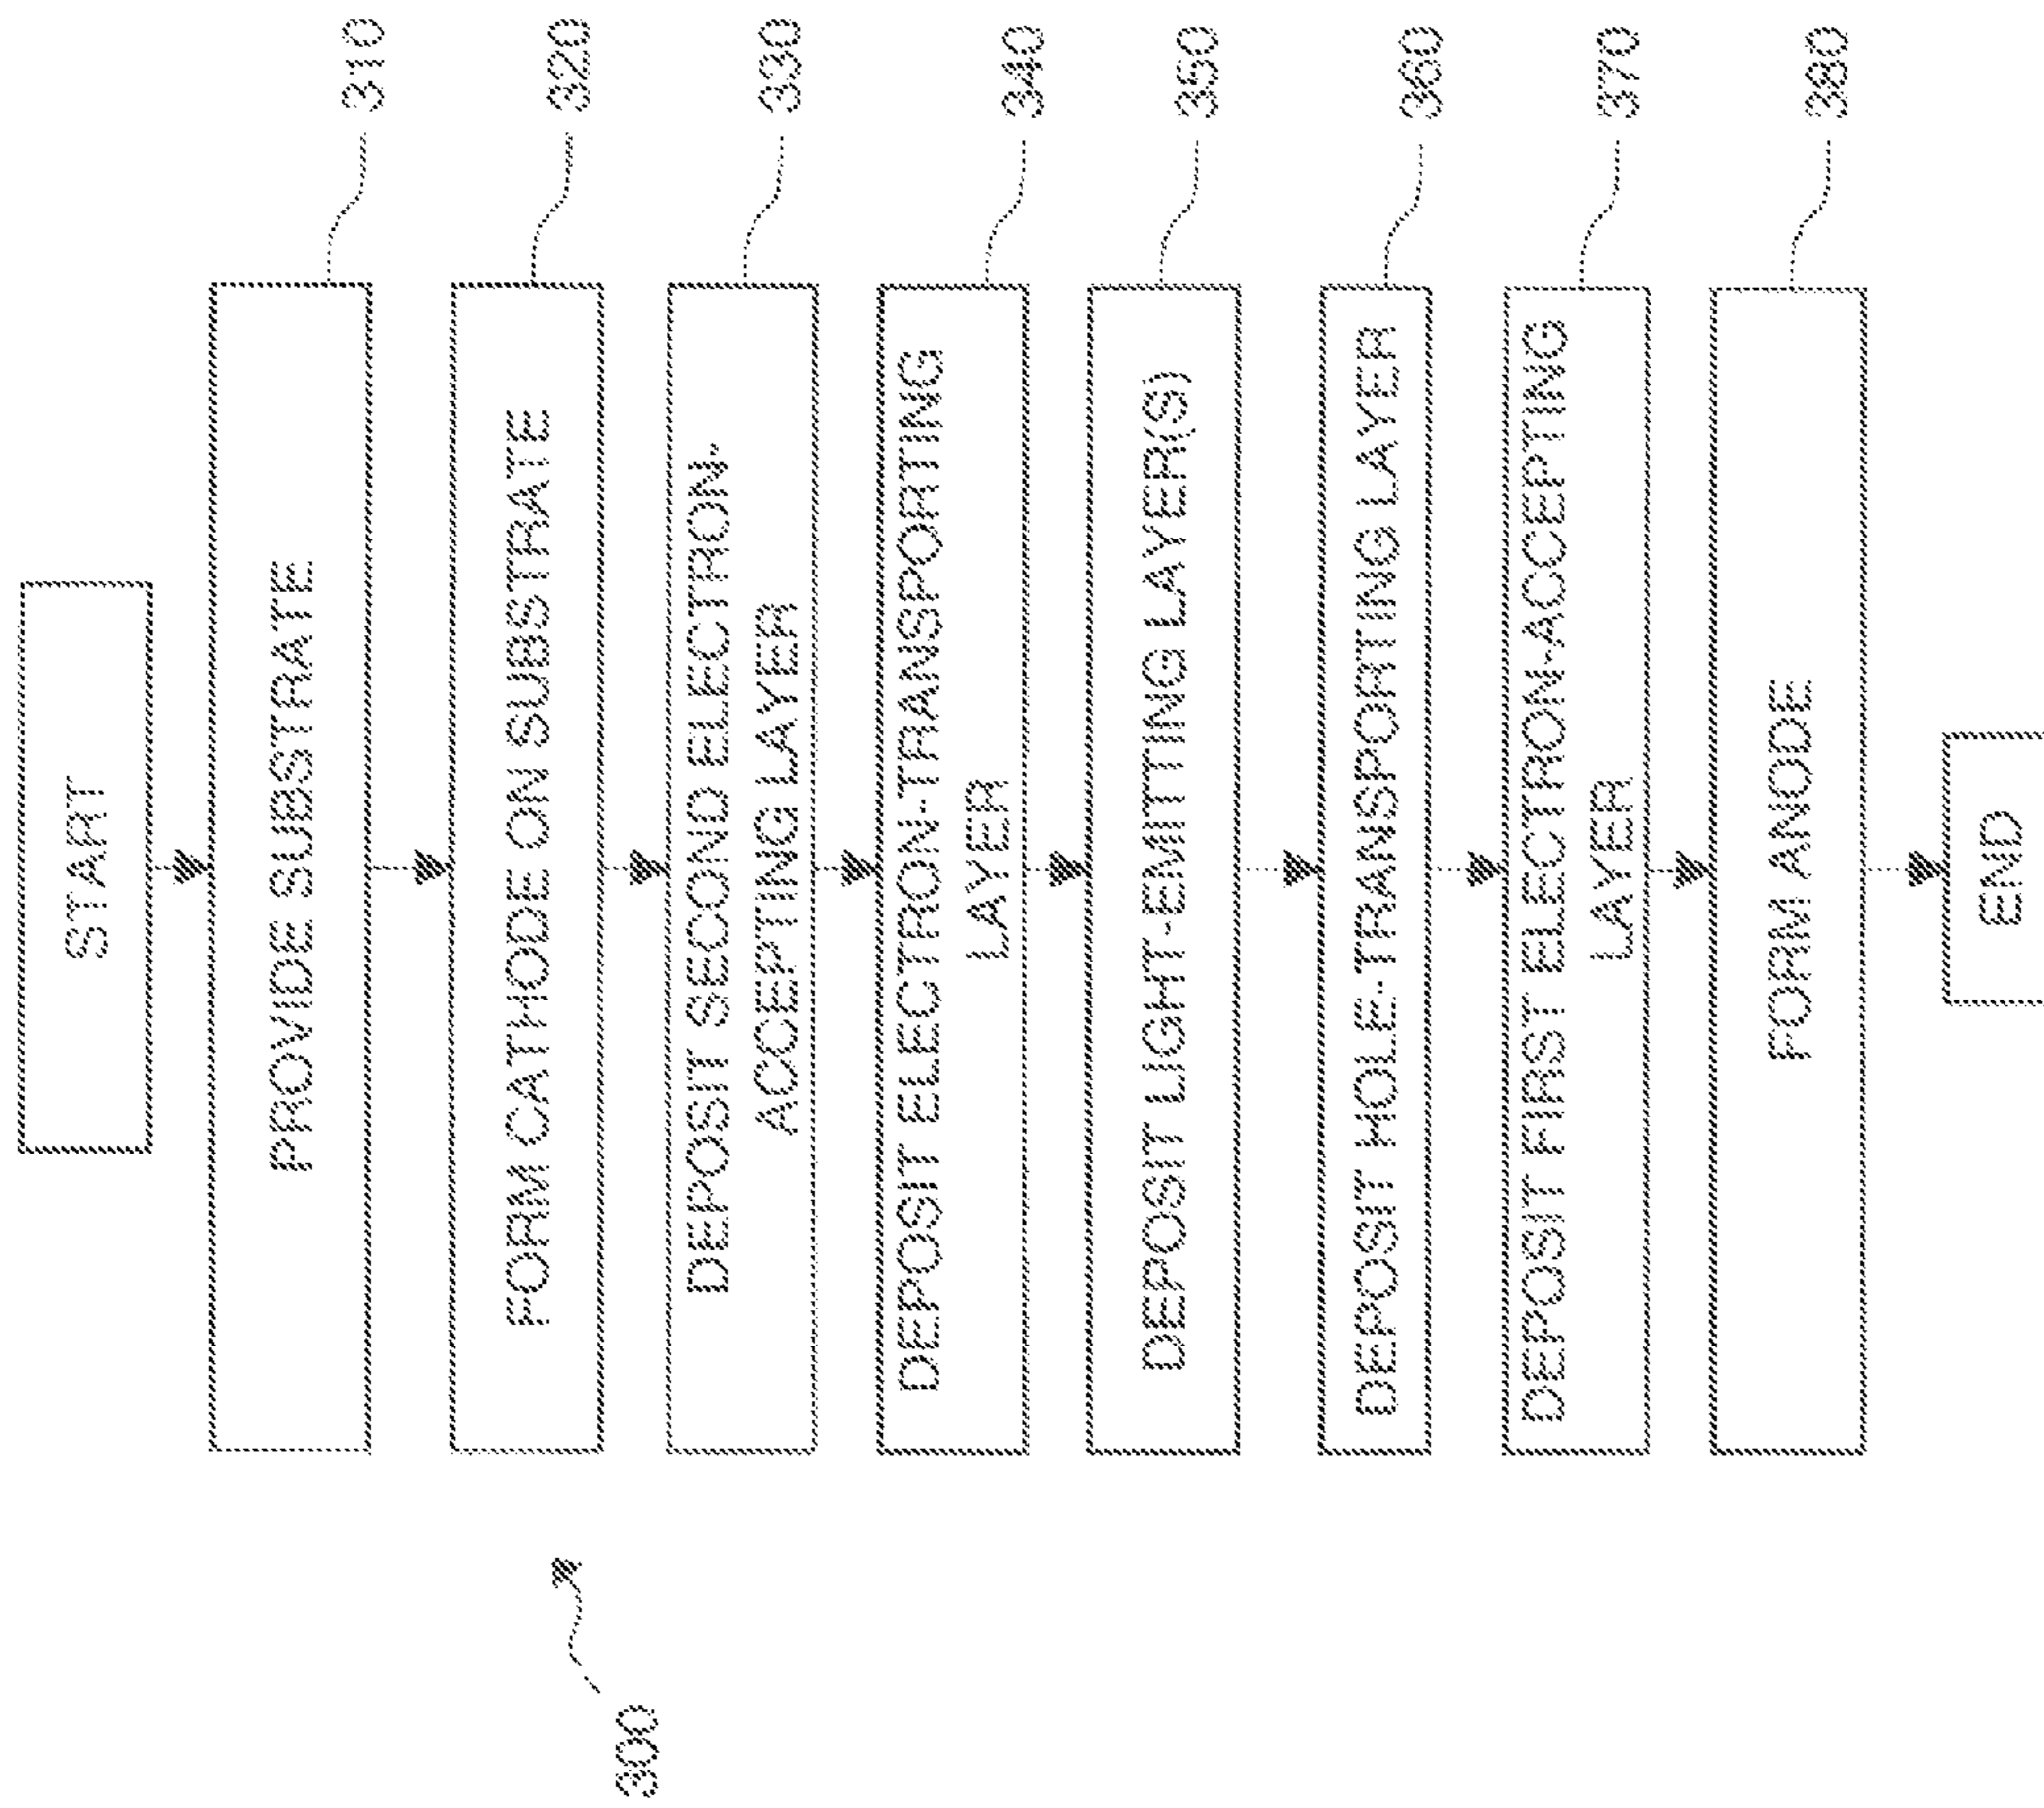 START
PROVIDE SUBSTRATE
310
FORM CATHODE ON SUBSTRATE
320
DEPOSIT SECOND ELECTRON-
ACCEPTING LAYER
330
DEPOSIT ELECTRON-TRANSPORTING
LAYER
340
DEPOSIT LIGHT-EMITTING LAYER(S)
350
DEPOSIT HOLE-TRANSPORTING LAYER
360
DEPOSIT FIRST ELECTRON-ACCEPTING
LAYER
370
FORM ANODE
380
END
300